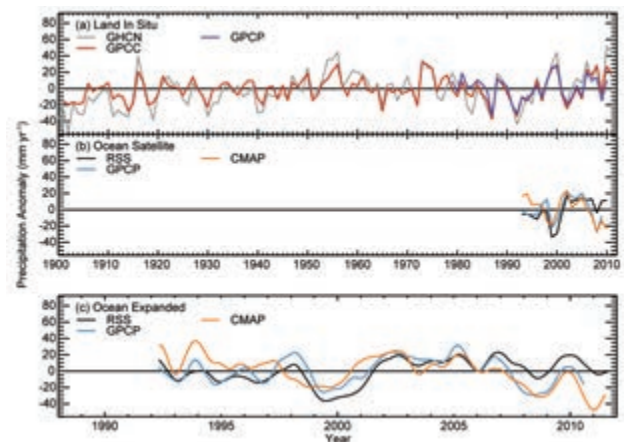 (a) Land In Situ
GHCN GPCP
GPCC
80
60
40
20
0
-20
-40
(b) Ocean Satellite
RSS CMAP
GPCP
80
60
40
20
0
-20
-40
1900 1910 1920 1930 1940 1950 1960 1970 1980 1990 2000 2010
Precipitation Anomaly (mm yr⁻¹)
(c) Ocean Expanded
RSS CMAP
GPCP
80
60
40
20
0
-20
-40
1990 1995 2000 2005 2010
Year